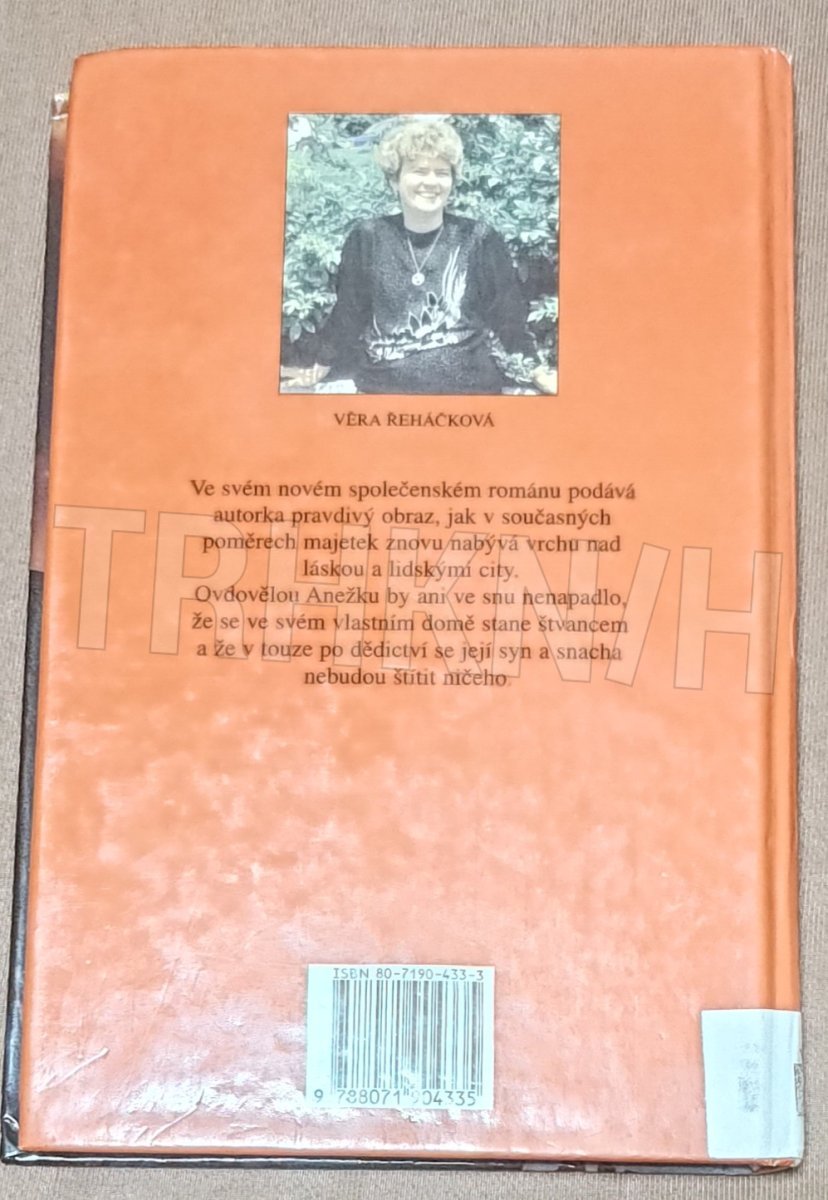 VĚRA ŘEHÁČKOVÁ
Ve svém novém společenském románu podává
autorka pravdivý obraz, jak v současných
poměrech majetek znovu nabývá vrchu nad
láskou a lidskými city.
Ovdovělou Anežku by ani ve snu nenapadlo,
že se ve svém vlastním domě stane štvancem
a že v touze po dědictví se její syn a snacha
nebudou štítit ničeho
TRHKNIH
ISBN 80-7190-433-3
9 788071 904335